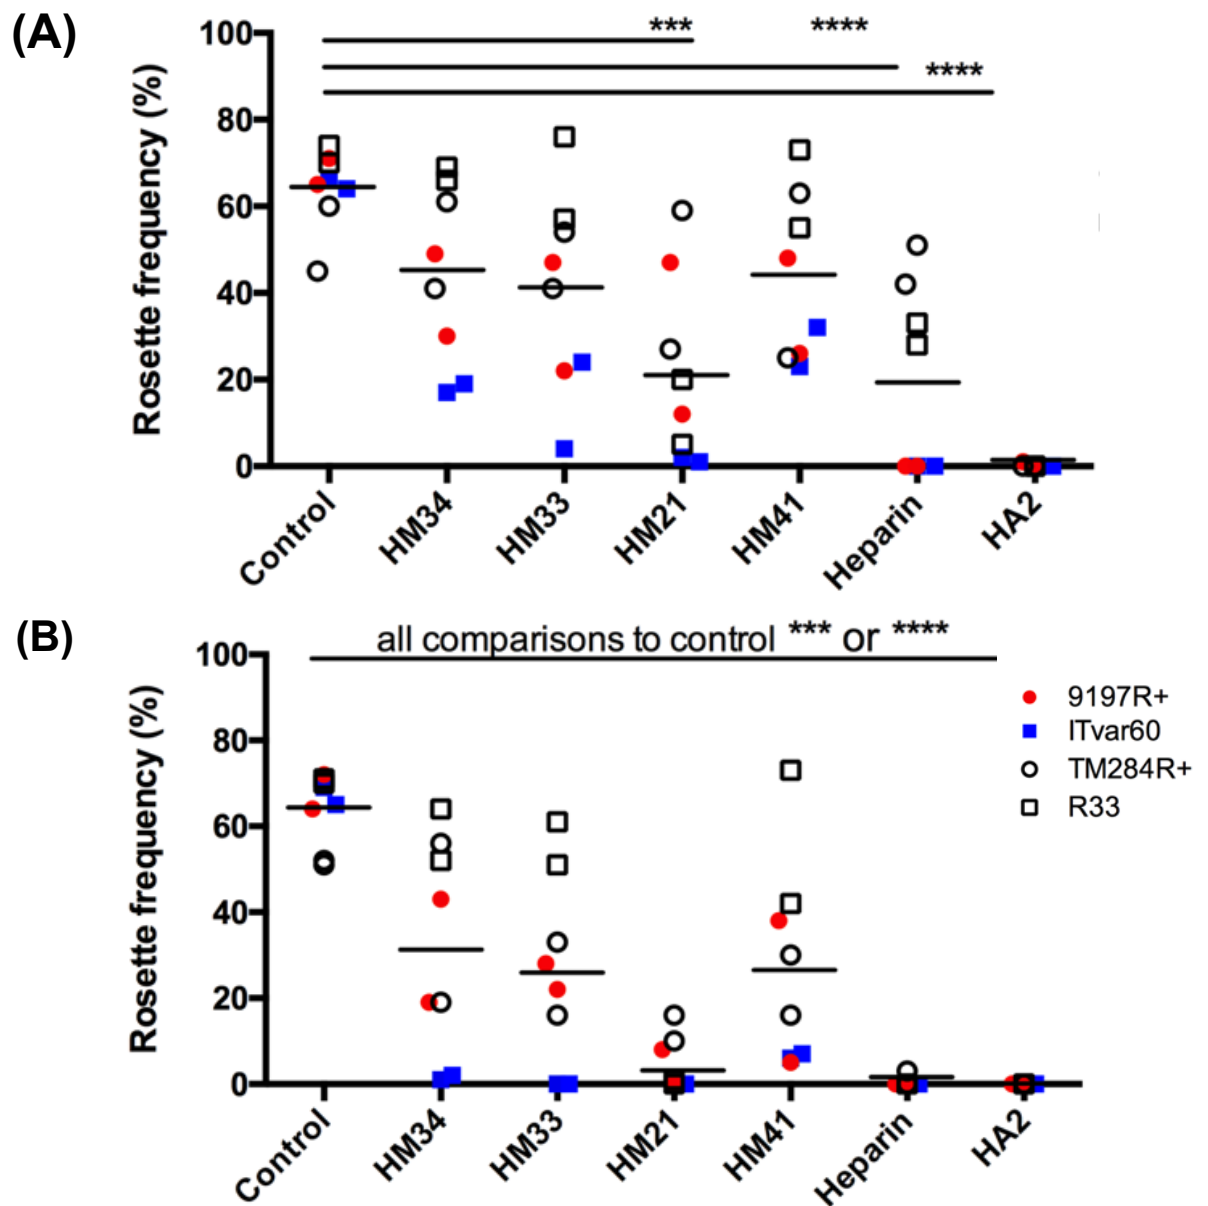 (A)
*** ****
****
Rosette frequency (%)
100
80
60
40
20
0
Control HM34 HM33 HM21 HM41 Heparin HA2
(B)
all comparisons to control *** or ****
Rosette frequency (%)
100
80
60
40
20
0
9197R+
ITvar60
TM284R+
R33
Control HM34 HM33 HM21 HM41 Heparin HA2